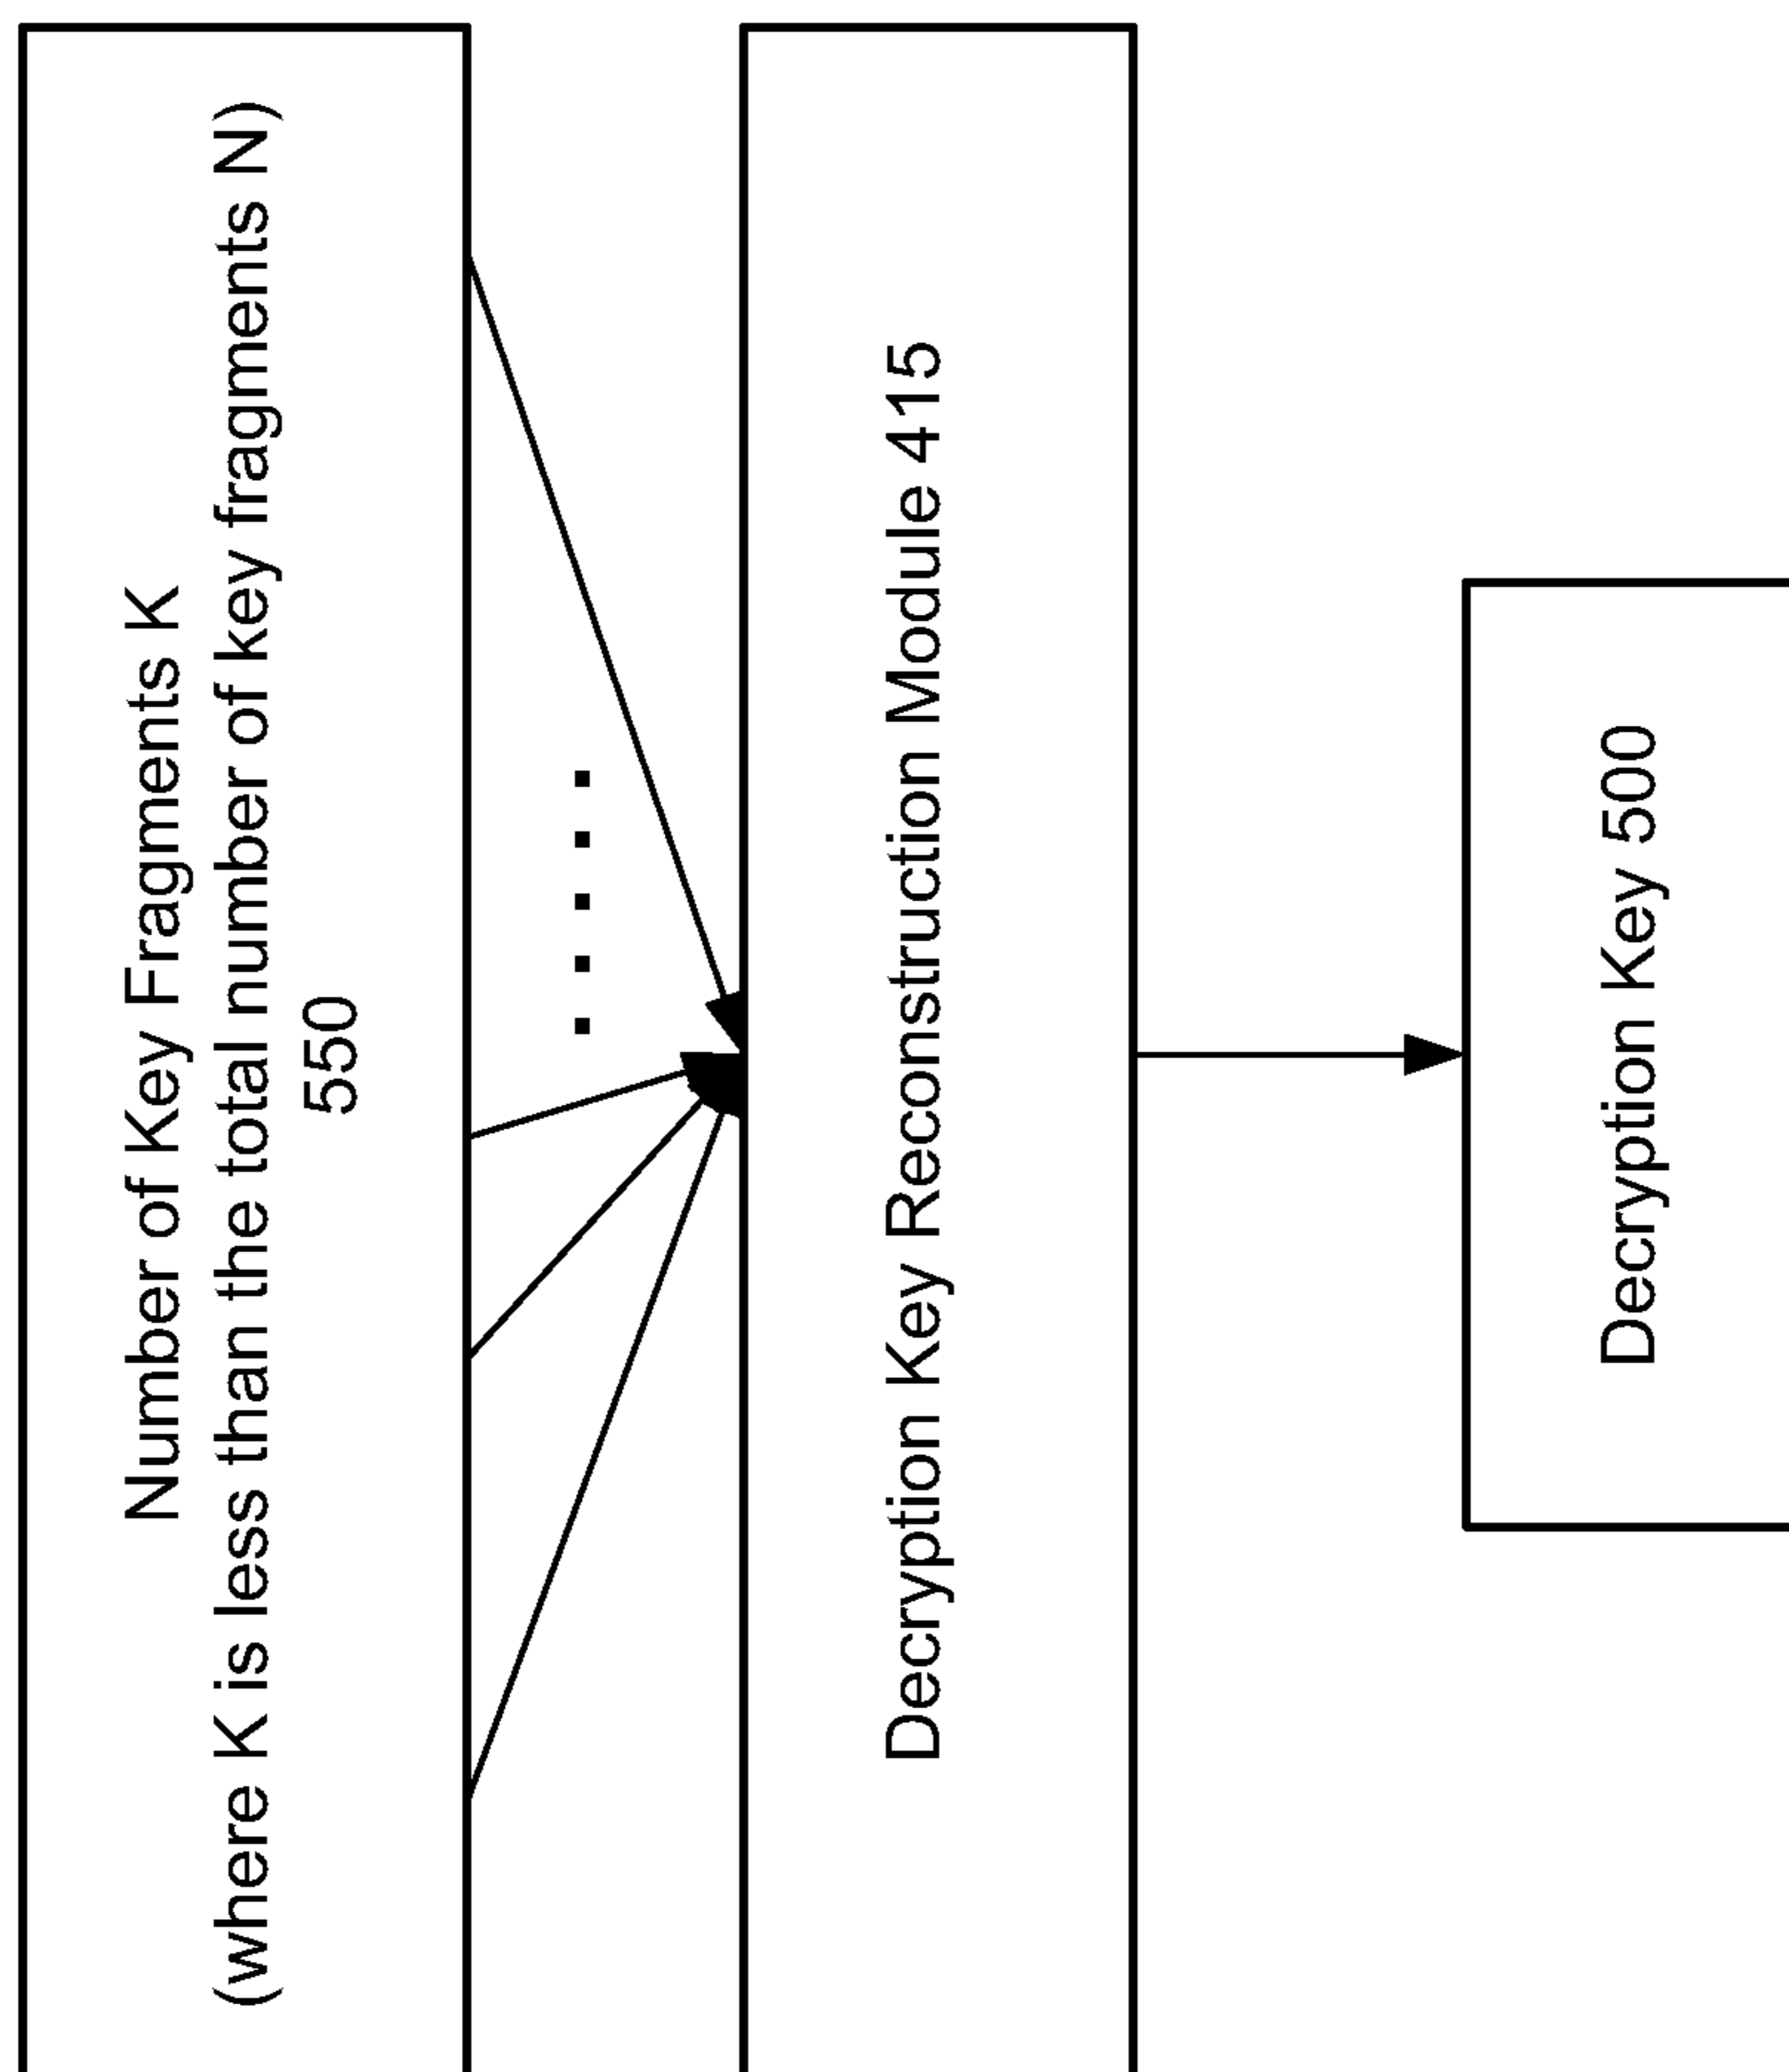 Number of Key Fragments K
(where K is less than the total number of key fragments N)
550
Decryption Key Reconstruction Module 415
Decryption Key 500